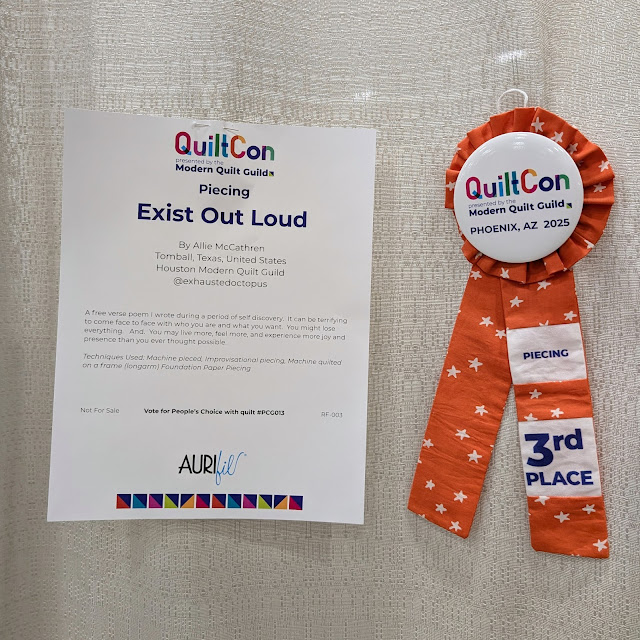 QuiltCon
presented by the
Modern Quilt Guild
Piecing
Exist Out Loud
By Allie McCathren
Tomball, Texas, United States
Houston Modern Quilt Guild
@exhaustedoctopus
A free verse poem I wrote during a period of self discovery. It can be terrifying
to come face to face with who you are and what you want. You might lose
everything. And. You may live more, feel more, and experience more joy and
presence than you ever thought possible.
Techniques Used: Machine pieced, Improvisational piecing, Machine quilted
on a frame (longarm) Foundation Paper Piecing
Not For Sale Vote for People's Choice with quilt #PCG013 RF-003
AURIfil
QuiltCon
presented by the
Modern Quilt Guild
PHOENIX, AZ 2025
PIECING
3rd
PLACE